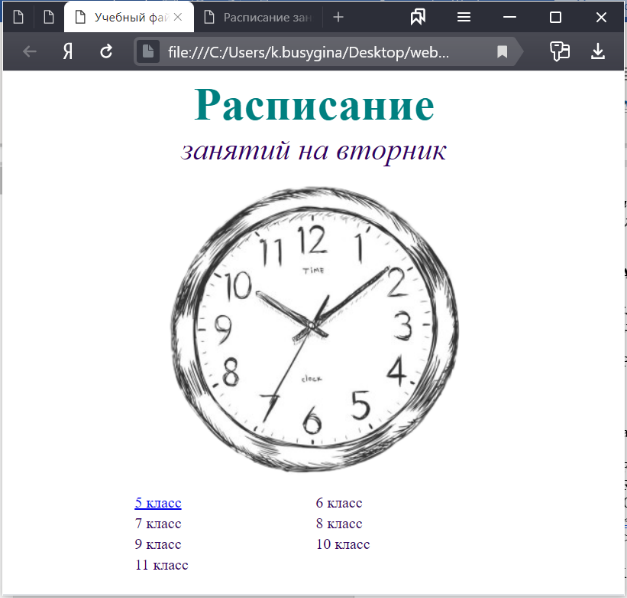 Учебный фай
Расписание зан
Я
file:///C:/Users/k.busygina/Desktop/web...
Расписание
занятий на вторник
12
11 1
TIME
10 2
9 3
8 4
clock
7 5
6
5 класс 6 класс
7 класс 8 класс
9 класс 10 класс
11 класс